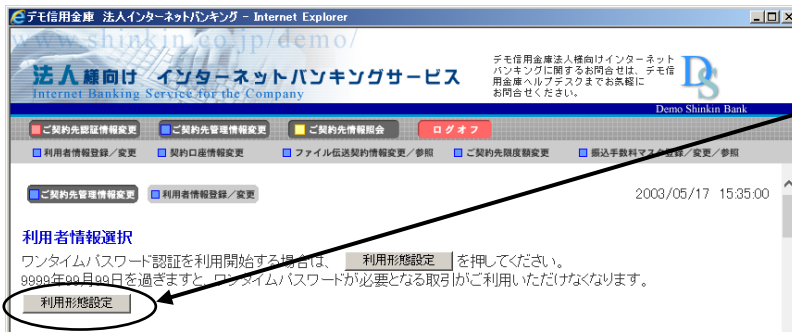 デモ信用金庫 法人インターネットバンキング - Internet Explorer
www.shinkin.co.jp/demo/
法人様向け インターネットバンキングサービス
Internet Banking Service for the Company
デモ信用金庫法人様向けインターネット
バンキングに関するお問合せは、デモ信
用金庫ヘルプデスクまでお気軽に
お問合せください。
DS
Demo Shinkin Bank
ご契約先認証情報変更 ご契約先管理情報変更 ご契約先情報照会 ログオフ
利用者情報登録/変更 契約口座情報変更 ファイル伝送契約情報変更/参照 ご契約先限度額変更 振込手数料マスタ登録/変更/参照
ご契約先管理情報変更 利用者情報登録/変更 2003/05/17 15:35:00
利用者情報選択
ワンタイムパスワード認証を利用開始する場合は、 利用形態設定 を押してください。
9999年99月99日を過ぎますと、ワンタイムパスワードが必要となる取引がご利用いただけなくなります。
利用形態設定